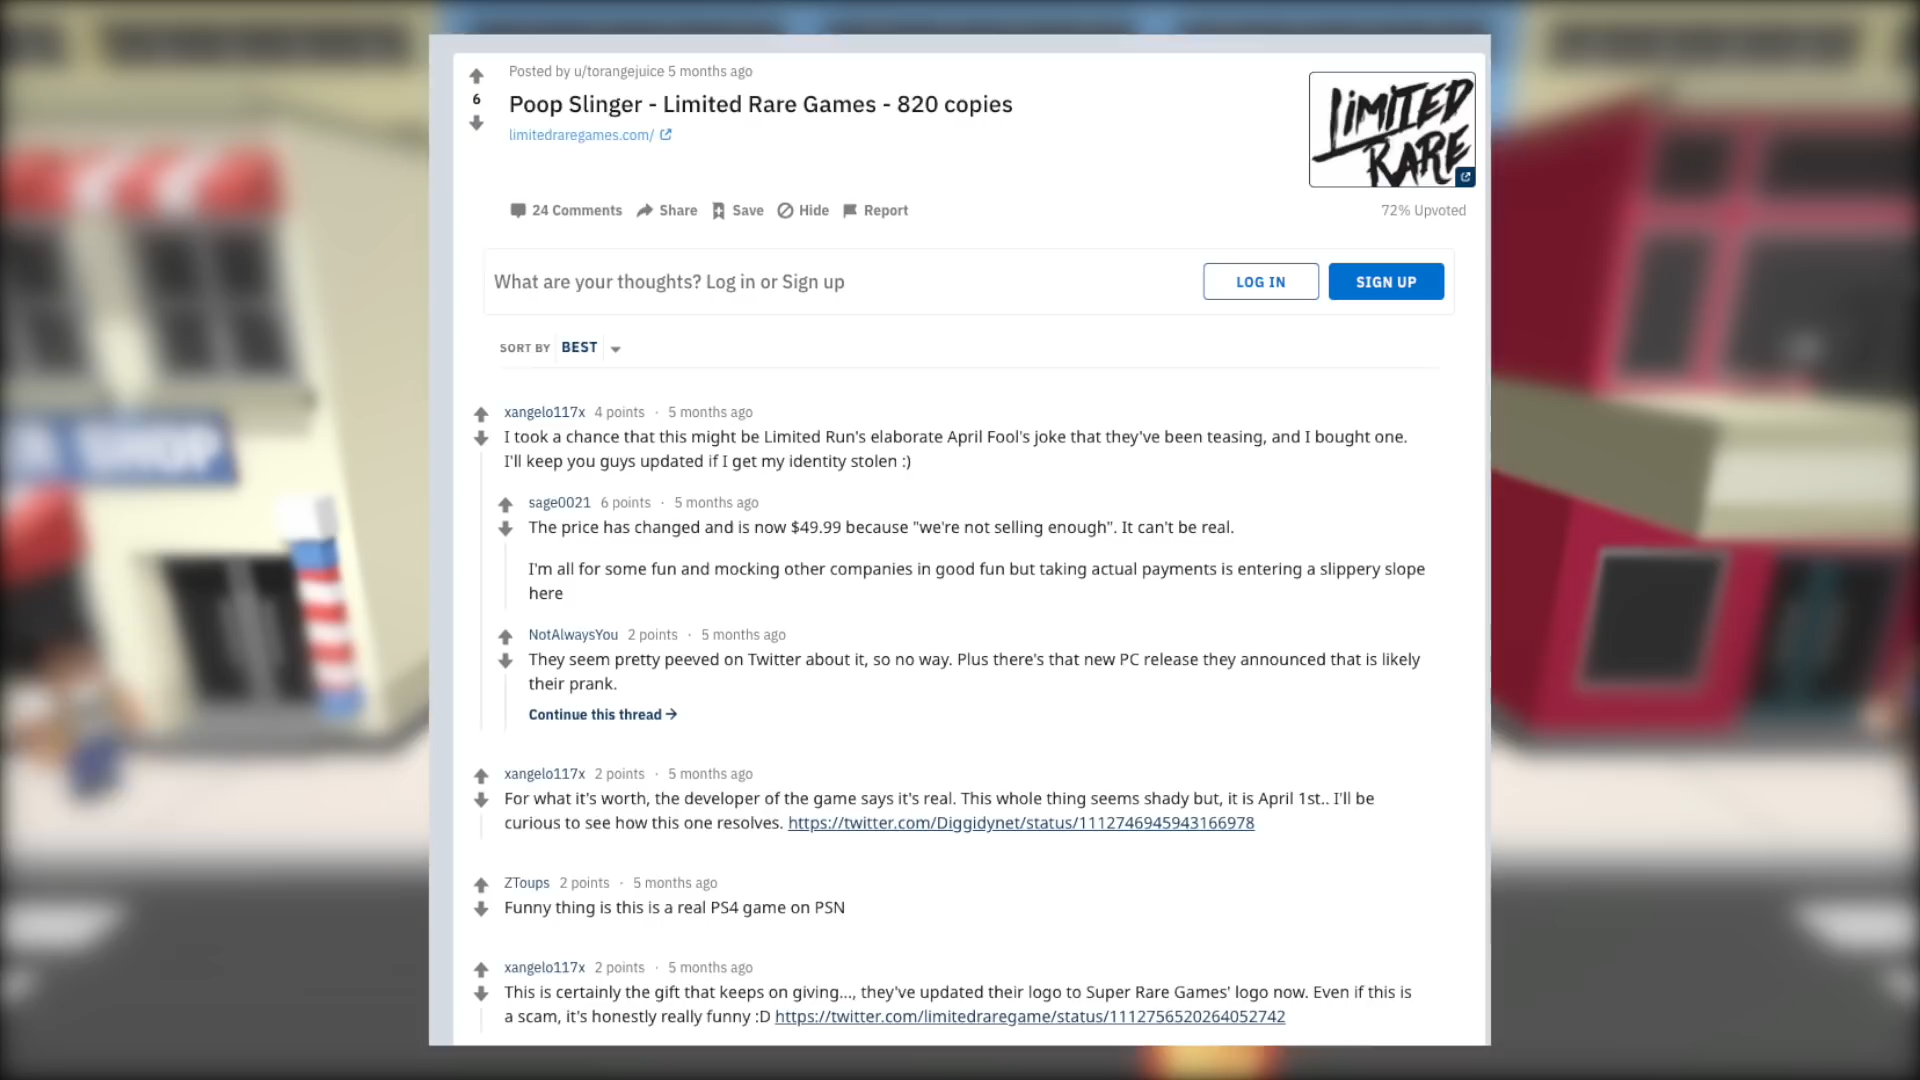 Posted by u/torangejuice 5 months ago
6
Poop Slinger - Limited Rare Games - 820 copies
limitedraregames.com/
LIMITED
RARE
24 Comments Share Save Hide Report
72% Upvoted
What are your thoughts? Log in or Sign up
LOG IN
SIGN UP
SORT BY BEST
xangelo117x 4 points · 5 months ago
I took a chance that this might be Limited Run's elaborate April Fool's joke that they've been teasing, and I bought one.
I'll keep you guys updated if I get my identity stolen :)
sage0021 6 points · 5 months ago
The price has changed and is now $49.99 because "we're not selling enough". It can't be real.
I'm all for some fun and mocking other companies in good fun but taking actual payments is entering a slippery slope
here
NotAlwaysYou 2 points · 5 months ago
They seem pretty peeved on Twitter about it, so no way. Plus there's that new PC release they announced that is likely
their prank.
Continue this thread →
xangelo117x 2 points · 5 months ago
For what it's worth, the developer of the game says it's real. This whole thing seems shady but, it is April 1st.. I'll be
curious to see how this one resolves. https://twitter.com/Diggidynet/status/1112746945943166978
ZToups 2 points · 5 months ago
Funny thing is this is a real PS4 game on PSN
xangelo117x 2 points · 5 months ago
This is certainly the gift that keeps on giving..., they've updated their logo to Super Rare Games' logo now. Even if this is
a scam, it's honestly really funny :D https://twitter.com/limitedraregame/status/1112756520264052742
SHOP